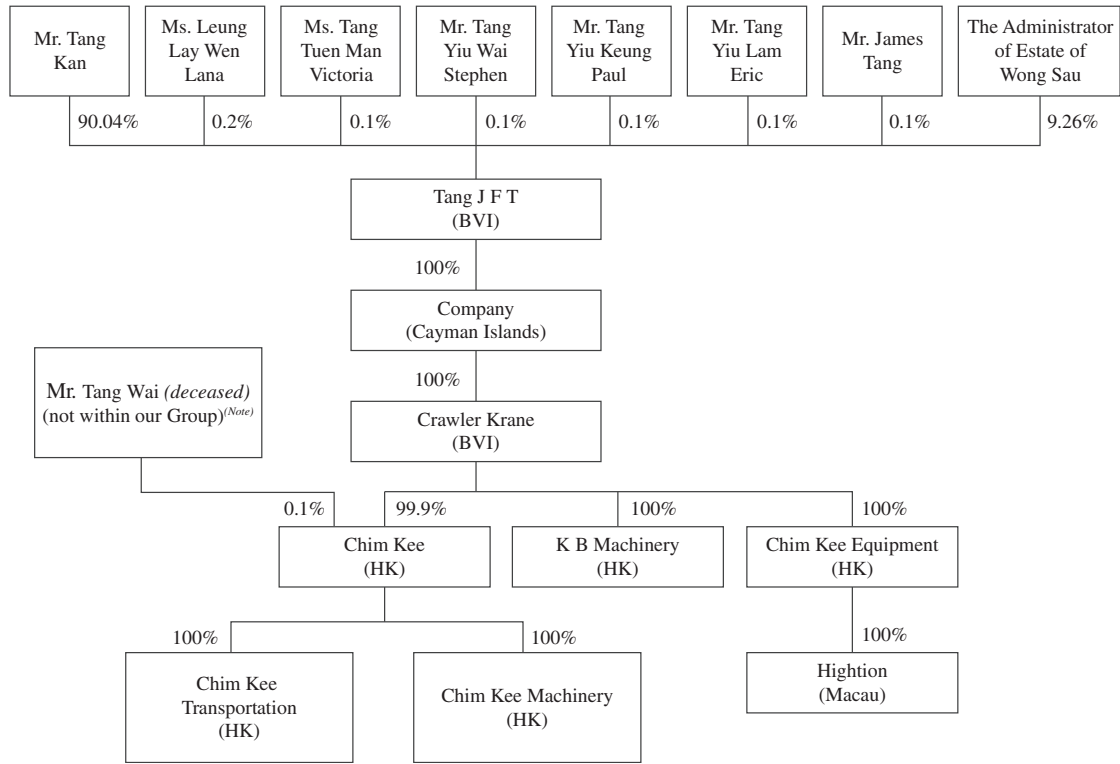 Mr. Tang
Kan
Ms. Leung
Lay Wen
Lana
Ms. Tang
Tuen Man
Victoria
Mr. Tang
Yiu Wai
Stephen
Mr. Tang
Yiu Keung
Paul
Mr. Tang
Yiu Lam
Eric
Mr. James
Tang
The Administrator
of Estate of
Wong Sau
90.04%
0.2%
0.1%
0.1%
0.1%
0.1%
0.1%
9.26%
Tang J F T
(BVI)
100%
Company
(Cayman Islands)
100%
Mr. Tang Wai (deceased)
(not within our Group)(Note)
Crawler Krane
(BVI)
0.1%
99.9%
100%
100%
Chim Kee
(HK)
K B Machinery
(HK)
Chim Kee Equipment
(HK)
100%
100%
100%
Chim Kee
Transportation
(HK)
Chim Kee Machinery
(HK)
Hightion
(Macau)